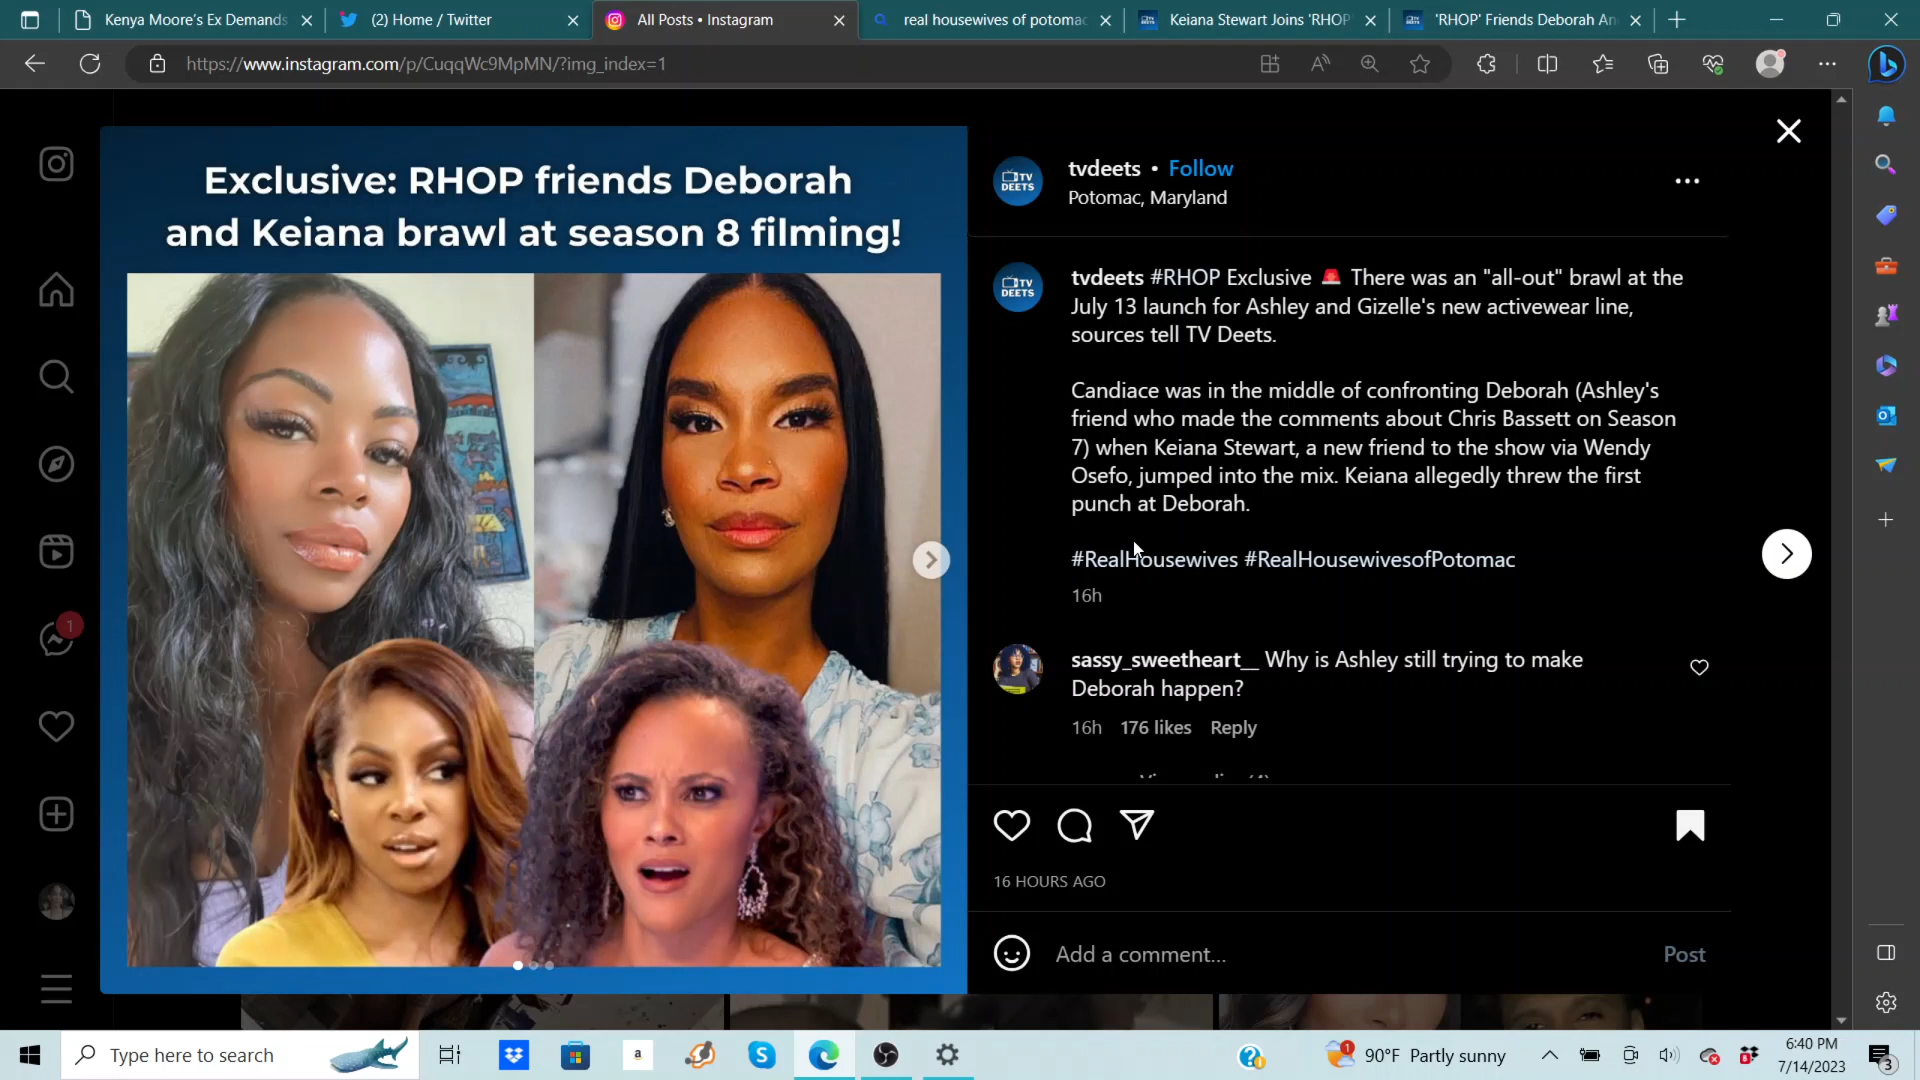 Kenya Moore's Ex Demands
(2) Home / Twitter
All Posts • Instagram
real housewives of potomac
Keiana Stewart Joins 'RHOP'
'RHOP' Friends Deborah An
https://www.instagram.com/p/CuqqWc9MpMN/?img_index=1
Exclusive: RHOP friends Deborah
and Keiana brawl at season 8 filming!
TV
DEETS
tvdeets • Follow
Potomac, Maryland
TV
DEETS
tvdeets #RHOP Exclusive 🚨 There was an "all-out" brawl at the
July 13 launch for Ashley and Gizelle's new activewear line,
sources tell TV Deets.
Candiace was in the middle of confronting Deborah (Ashley's
friend who made the comments about Chris Bassett on Season
7) when Keiana Stewart, a new friend to the show via Wendy
Osefo, jumped into the mix. Keiana allegedly threw the first
punch at Deborah.
#RealHousewives #RealHousewivesofPotomac
16h
sassy_sweetheart__ Why is Ashley still trying to make
Deborah happen?
16h 176 likes Reply
1
16 HOURS AGO
Add a comment... Post
Type here to search
a
1
90°F Partly sunny
6:40 PM
7/14/2023
3